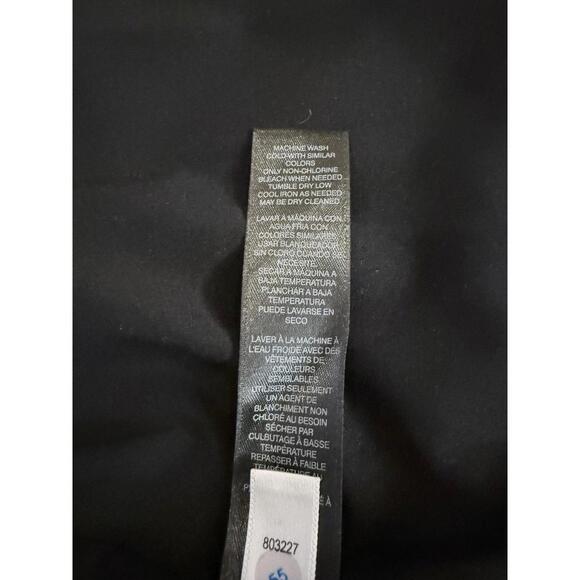 MACHINE WASH
COLD WITH SIMILAR
COLORS
ONLY NON-CHLORINE
BLEACH WHEN NEEDED
TUMBLE DRY LOW
COOL IRON AS NEEDED
MAY BE DRY CLEANED
LAVAR A MÁQUINA CON
AGUA FRIA CON
COLORES SIMILARES
USAR BLANQUEADOR
SIN CLORO CUANDO SE
NECESITE.
SECAR A MÁQUINA A
BAJA TEMPERATURA
PLANCHAR A BAJA
TEMPERATURA
PUEDE LAVARSE EN
SECO
LAVER À LA MACHINE À
L'EAU FROIDE AVEC DES
VÊTEMENTS DE
COULEURS
SEMBLABLES
UTILISER SEULEMENT
UN AGENT DE
BLANCHIMENT NON
CHLORÉ AU BESOIN
SÉCHER PAR
CULBUTAGE À BASSE
TEMPÉRATURE
REPASSER À FAIBLE
TEMPÉRATURE AU
À
803227